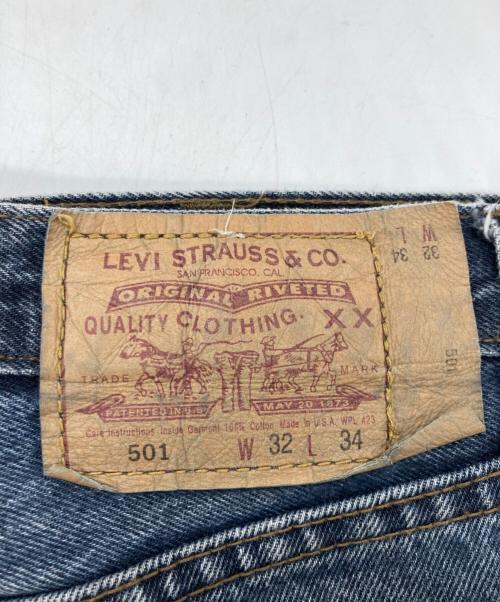 LEVI STRAUSS & CO.
SAN FRANCISCO, CAL
ORIGINAL RIVETED
QUALITY CLOTHING. XX
TRADE MARK
PATENTED IN U.S. MAY 20 1873
Care Instructions Inside Garment 100% Cotton Made in U.S.A. WPL 423
501 W 32 L 34
W L
32 34
501